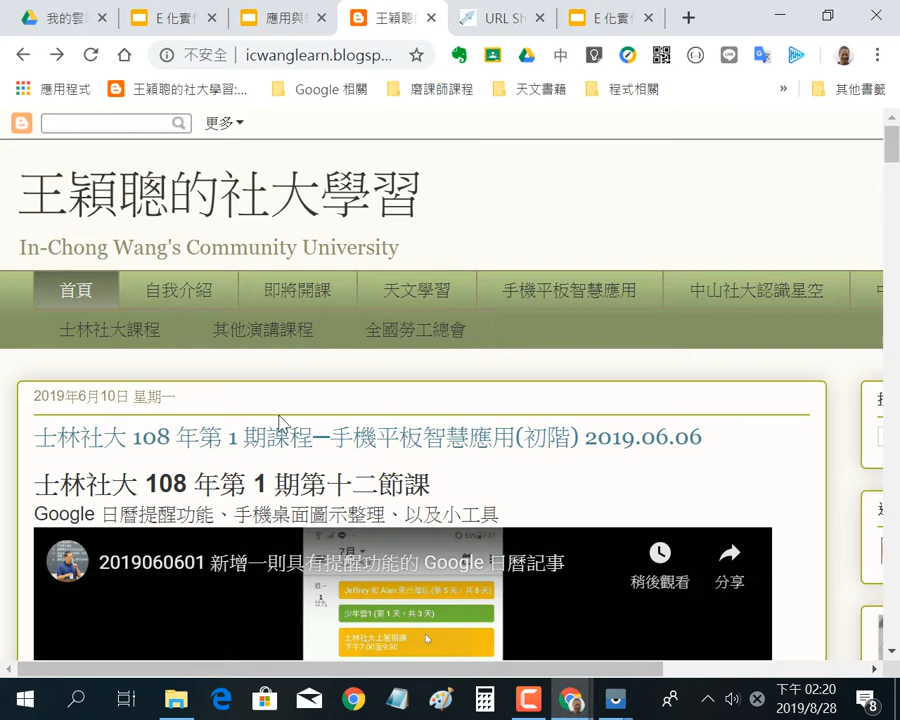 我的雲
E 化實
應用與
王穎聰
URL Sh
E 化實
不安全
icwanglearn.blogsp...
中
應用程式
王穎聰的社大學習:...
Google 相關
磨課師課程
天文書籍
程式相關
»
其他書籤
更多
王穎聰的社大學習
In-Chong Wang's Community University
首頁
自我介紹
即將開課
天文學習
手機平板智慧應用
中山社大認識星空
士林社大課程
其他演講課程
全國勞工總會
2019年6月10日 星期一
士林社大 108 年第 1 期課程─手機平板智慧應用(初階) 2019.06.06
士林社大 108 年第 1 期第十二節課
Google 日曆提醒功能、手機桌面圖示整理、以及小工具
2019060601 新增一則具有提醒功能的 Google 日曆記事
稍後觀看
分享
7月
Jeffrey 和 Alan 來台灣玩 (第 5 天，共 8 天)
少年營1 (第 1 天，共 3 天)
士林社大上暑期課
下午7:00至9:30
下午 02:20
2019/8/28
8